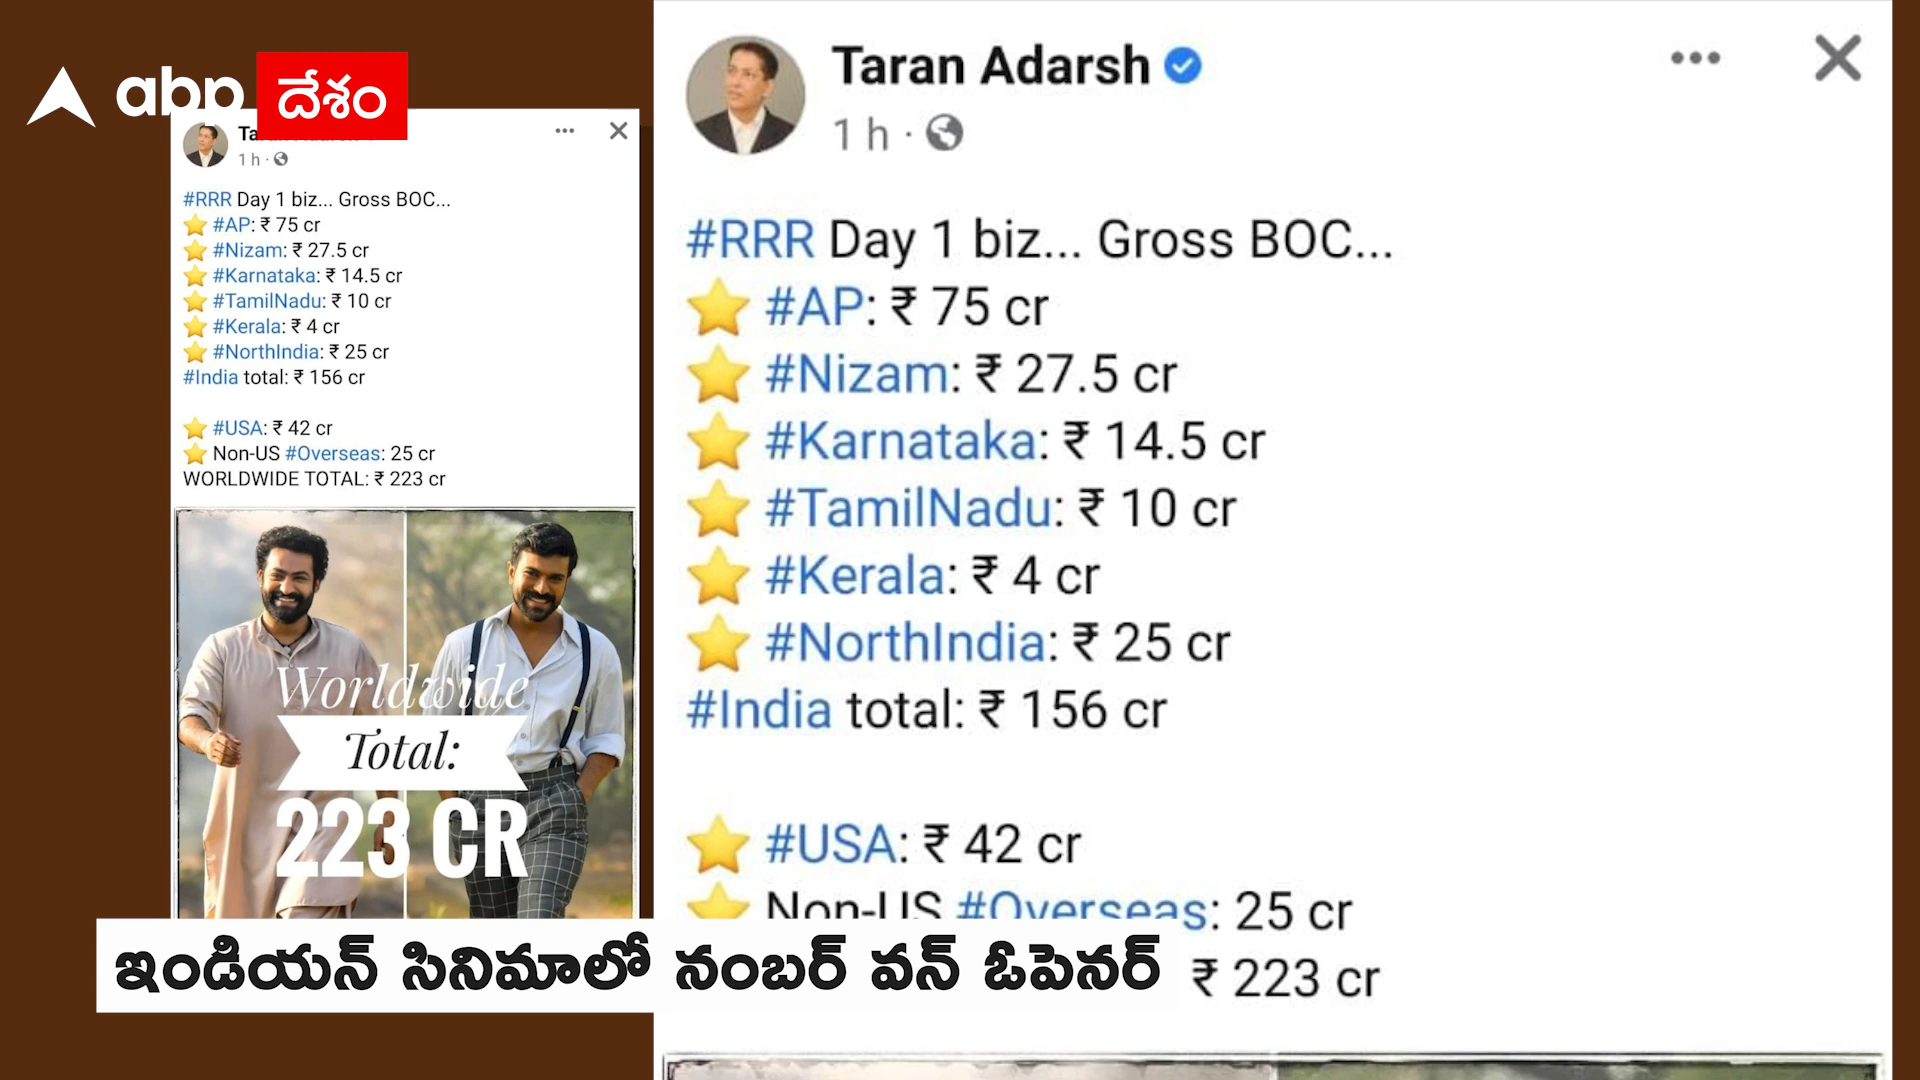 abp దేశం
Ta
1 h ·
#RRR Day 1 biz... Gross BOC...
#AP: ₹ 75 cr
#Nizam: ₹ 27.5 cr
#Karnataka: ₹ 14.5 cr
#TamilNadu: ₹ 10 cr
#Kerala: ₹ 4 cr
#NorthIndia: ₹ 25 cr
#India total: ₹ 156 cr
#USA: ₹ 42 cr
Non-US #Overseas: 25 cr
WORLDWIDE TOTAL: ₹ 223 cr
Worldwide
Total:
223 CR
Taran Adarsh
1 h ·
#RRR Day 1 biz... Gross BOC...
#AP: ₹ 75 cr
#Nizam: ₹ 27.5 cr
#Karnataka: ₹ 14.5 cr
#TamilNadu: ₹ 10 cr
#Kerala: ₹ 4 cr
#NorthIndia: ₹ 25 cr
#India total: ₹ 156 cr
#USA: ₹ 42 cr
Non-US #Overseas: 25 cr
₹ 223 cr
ఇండియన్ సినిమాలో నంబర్ వన్ ఓపెనర్